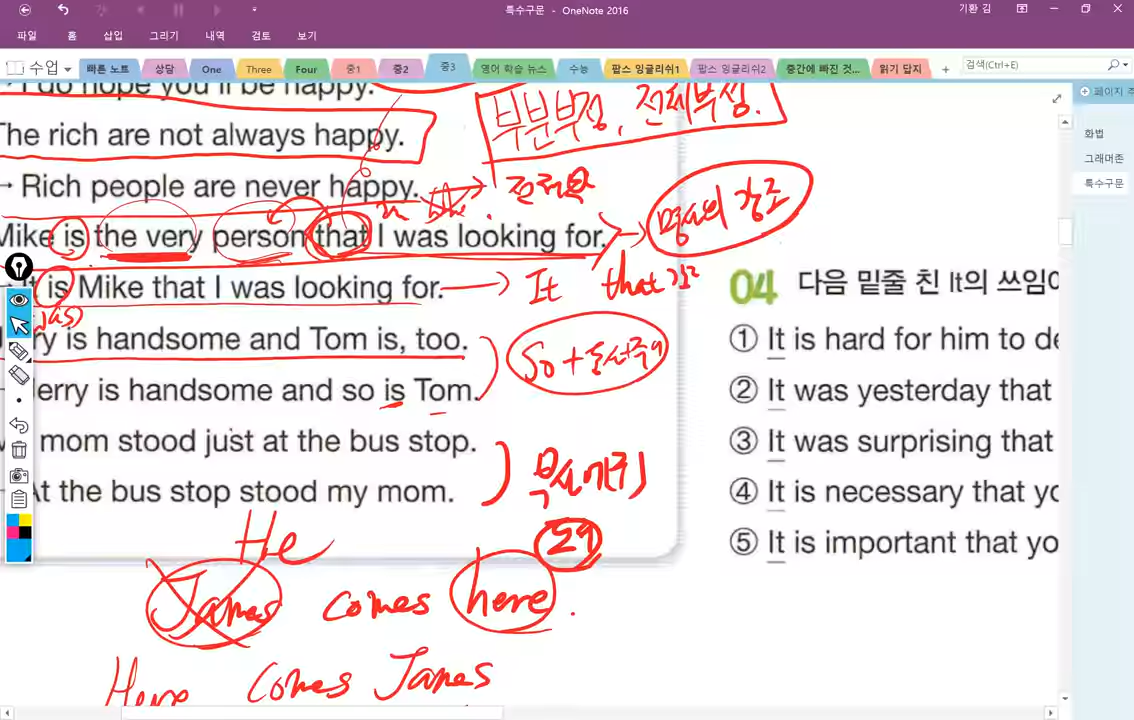 특수구문 - OneNote 2016
기환 김
파일 홈 삽입 그리기 내역 검토 보기
수업 빠른 노트 상담 One Three Four 중1 중2 중3 영어 학습 뉴스 수능 팝스 잉글리쉬1 팝스 잉글리쉬2 중간에 빠진 것... 읽기 답지 +
검색(Ctrl+E)
페이지 추
화법
그래머존
특수구문
I do hope you'll be happy.
부분부정, 전체부정.
The rich are not always happy.
→ Rich people are never happy.
Mike is the very person that I was looking for.
명사의 강조
is Mike that I was looking for.
It that 강조
was
ry is handsome and Tom is, too.
So + 동사+주어
Jerry is handsome and so is Tom.
mom stood just at the bus stop.
At the bus stop stood my mom.
도치
He
James comes here.
Here comes James
04 다음 밑줄 친 It의 쓰임이
① It is hard for him to de
② It was yesterday that
③ It was surprising that
④ It is necessary that yo
⑤ It is important that yo